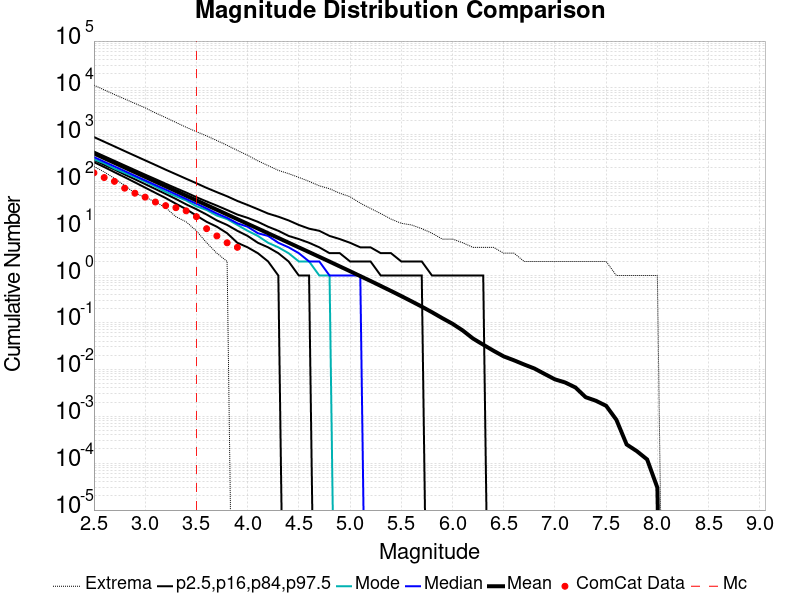 Magnitude Distribution Comparison
10 5
10 4
10 3
10 2
10 1
10 0
10 -1
10 -2
10 -3
10 -4
10 -5
Cumulative Number
2.5 3.0 3.5 4.0 4.5 5.0 5.5 6.0 6.5 7.0 7.5 8.0 8.5 9.0
Magnitude
Extrema p2.5,p16,p84,p97.5 Mode Median Mean ComCat Data Mc